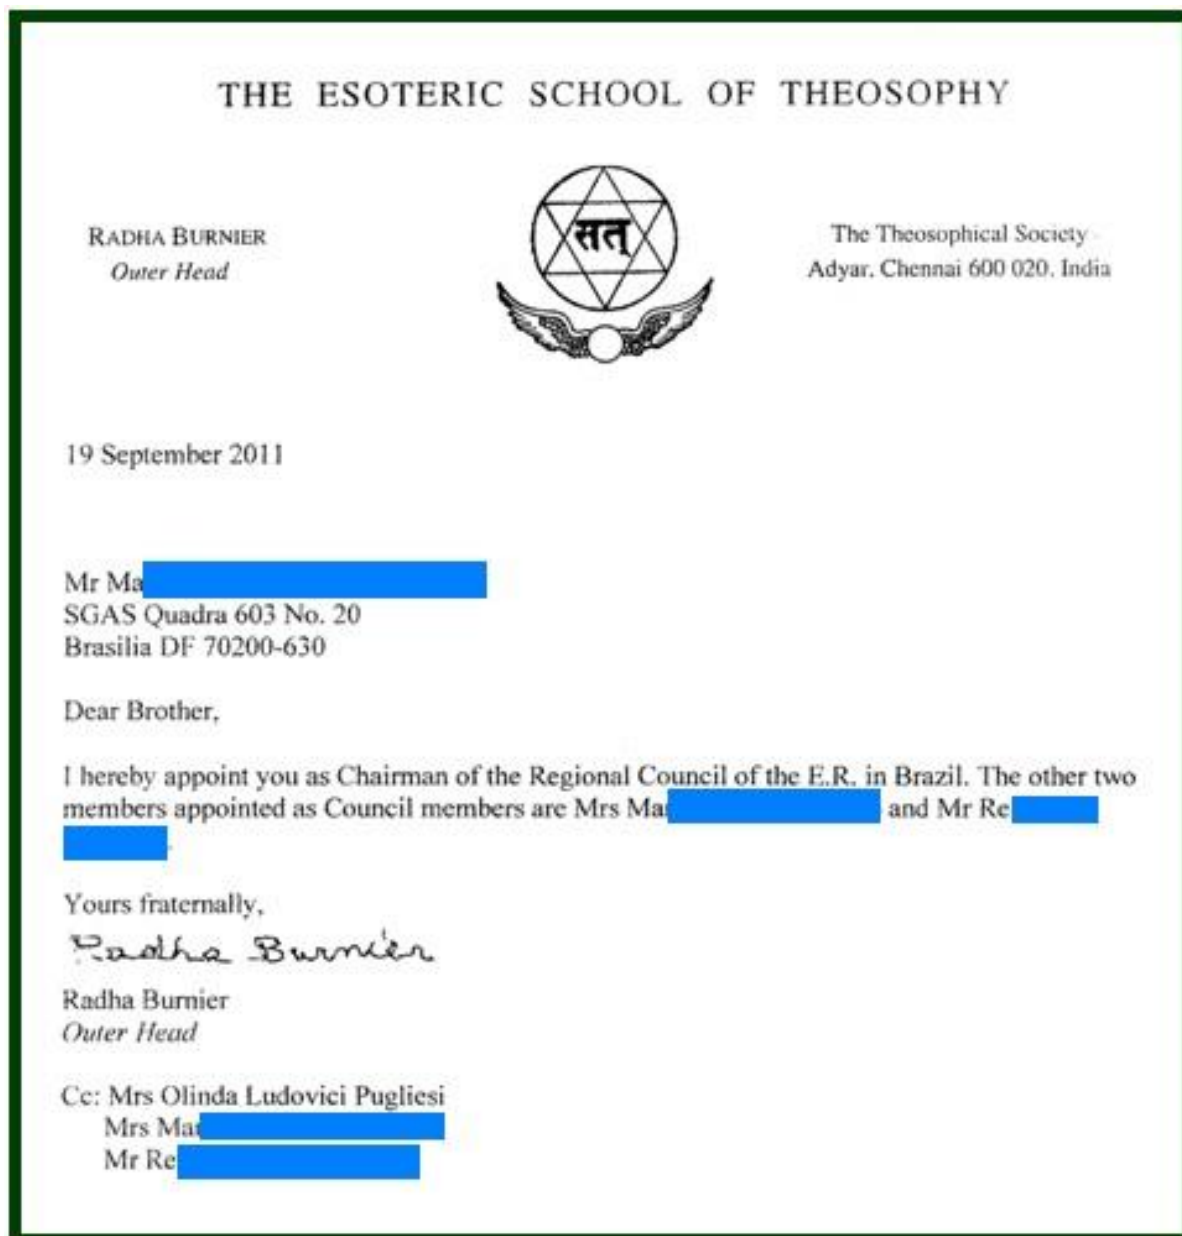 THE ESOTERIC SCHOOL OF THEOSOPHY
RADHA BURNIER
Outer Head
सत्
The Theosophical Society
Adyar, Chennai 600 020, India
19 September 2011
Mr Ma
SGAS Quadra 603 No. 20
Brasilia DF 70200-630
Dear Brother,
I hereby appoint you as Chairman of the Regional Council of the E.R. in Brazil. The other two
members appointed as Council members are Mrs Mar and Mr Re
.
Yours fraternally,
Radha Burnier
Radha Burnier
Outer Head
Cc: Mrs Olinda Ludovici Pugliesi
Mrs Mar
Mr Re